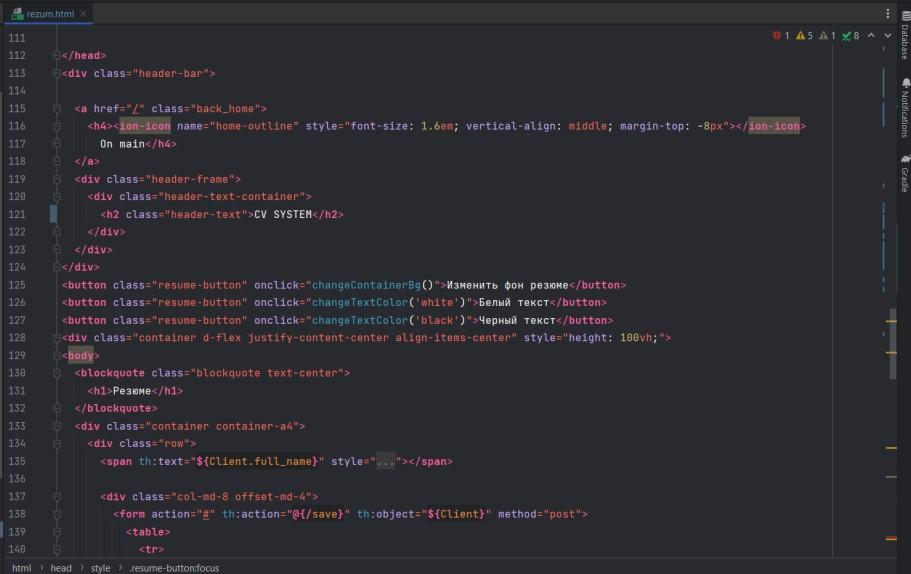 rezum.html
1 5 1 8
111
112 </head>
113 <div class="header-bar">
114
115 <a href="/" class="back_home">
116 <h4><ion-icon name="home-outline" style="font-size: 1.6em; vertical-align: middle; margin-top: -8px"></ion-icon>
117 On main</h4>
118 </a>
119 <div class="header-frame">
120 <div class="header-text-container">
121 <h2 class="header-text">CV SYSTEM</h2>
122 </div>
123 </div>
124 </div>
125 <button class="resume-button" onclick="changeContainerBg()">Изменить фон резюме</button>
126 <button class="resume-button" onclick="changeTextColor('white')">Белый текст</button>
127 <button class="resume-button" onclick="changeTextColor('black')">Черный текст</button>
128 <div class="container d-flex justify-content-center align-items-center" style="height: 100vh;">
129 <body>
130 <blockquote class="blockquote text-center">
131 <h1>Резюме</h1>
132 </blockquote>
133 <div class="container container-a4">
134 <div class="row">
135 <span th:text="${Client.full_name}" style="..."></span>
136
137 <div class="col-md-8 offset-md-4">
138 <form action="#" th:action="@{/save}" th:object="${Client}" method="post">
139 <table>
140 <tr>
html › head › style › .resume-button:focus
Database
Notifications
Gradle